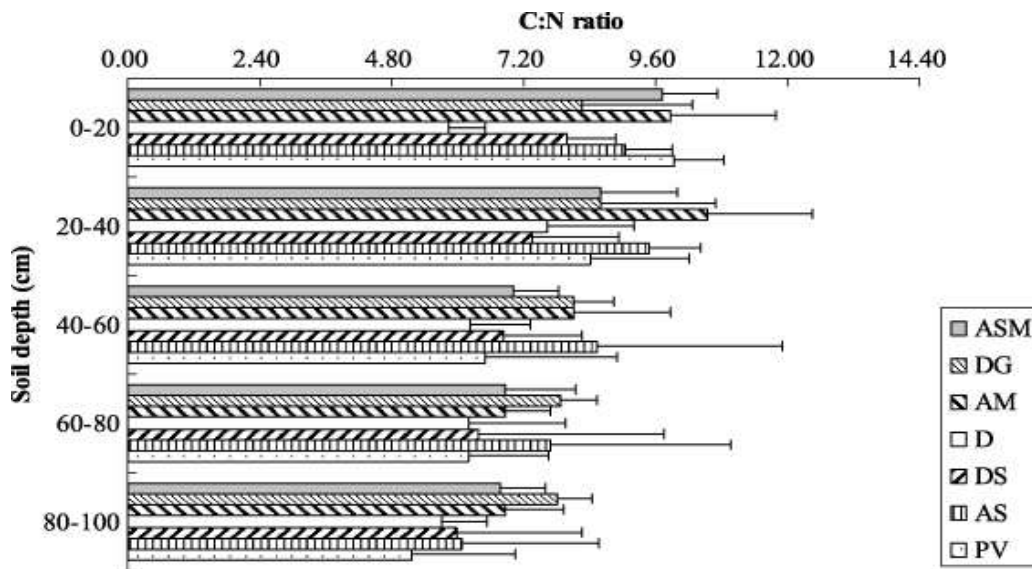 C:N ratio
0.00 2.40 4.80 7.20 9.60 12.00 14.40
Soil depth (cm)
0-20
20-40
40-60
60-80
80-100
ASM
DG
AM
D
DS
AS
PV